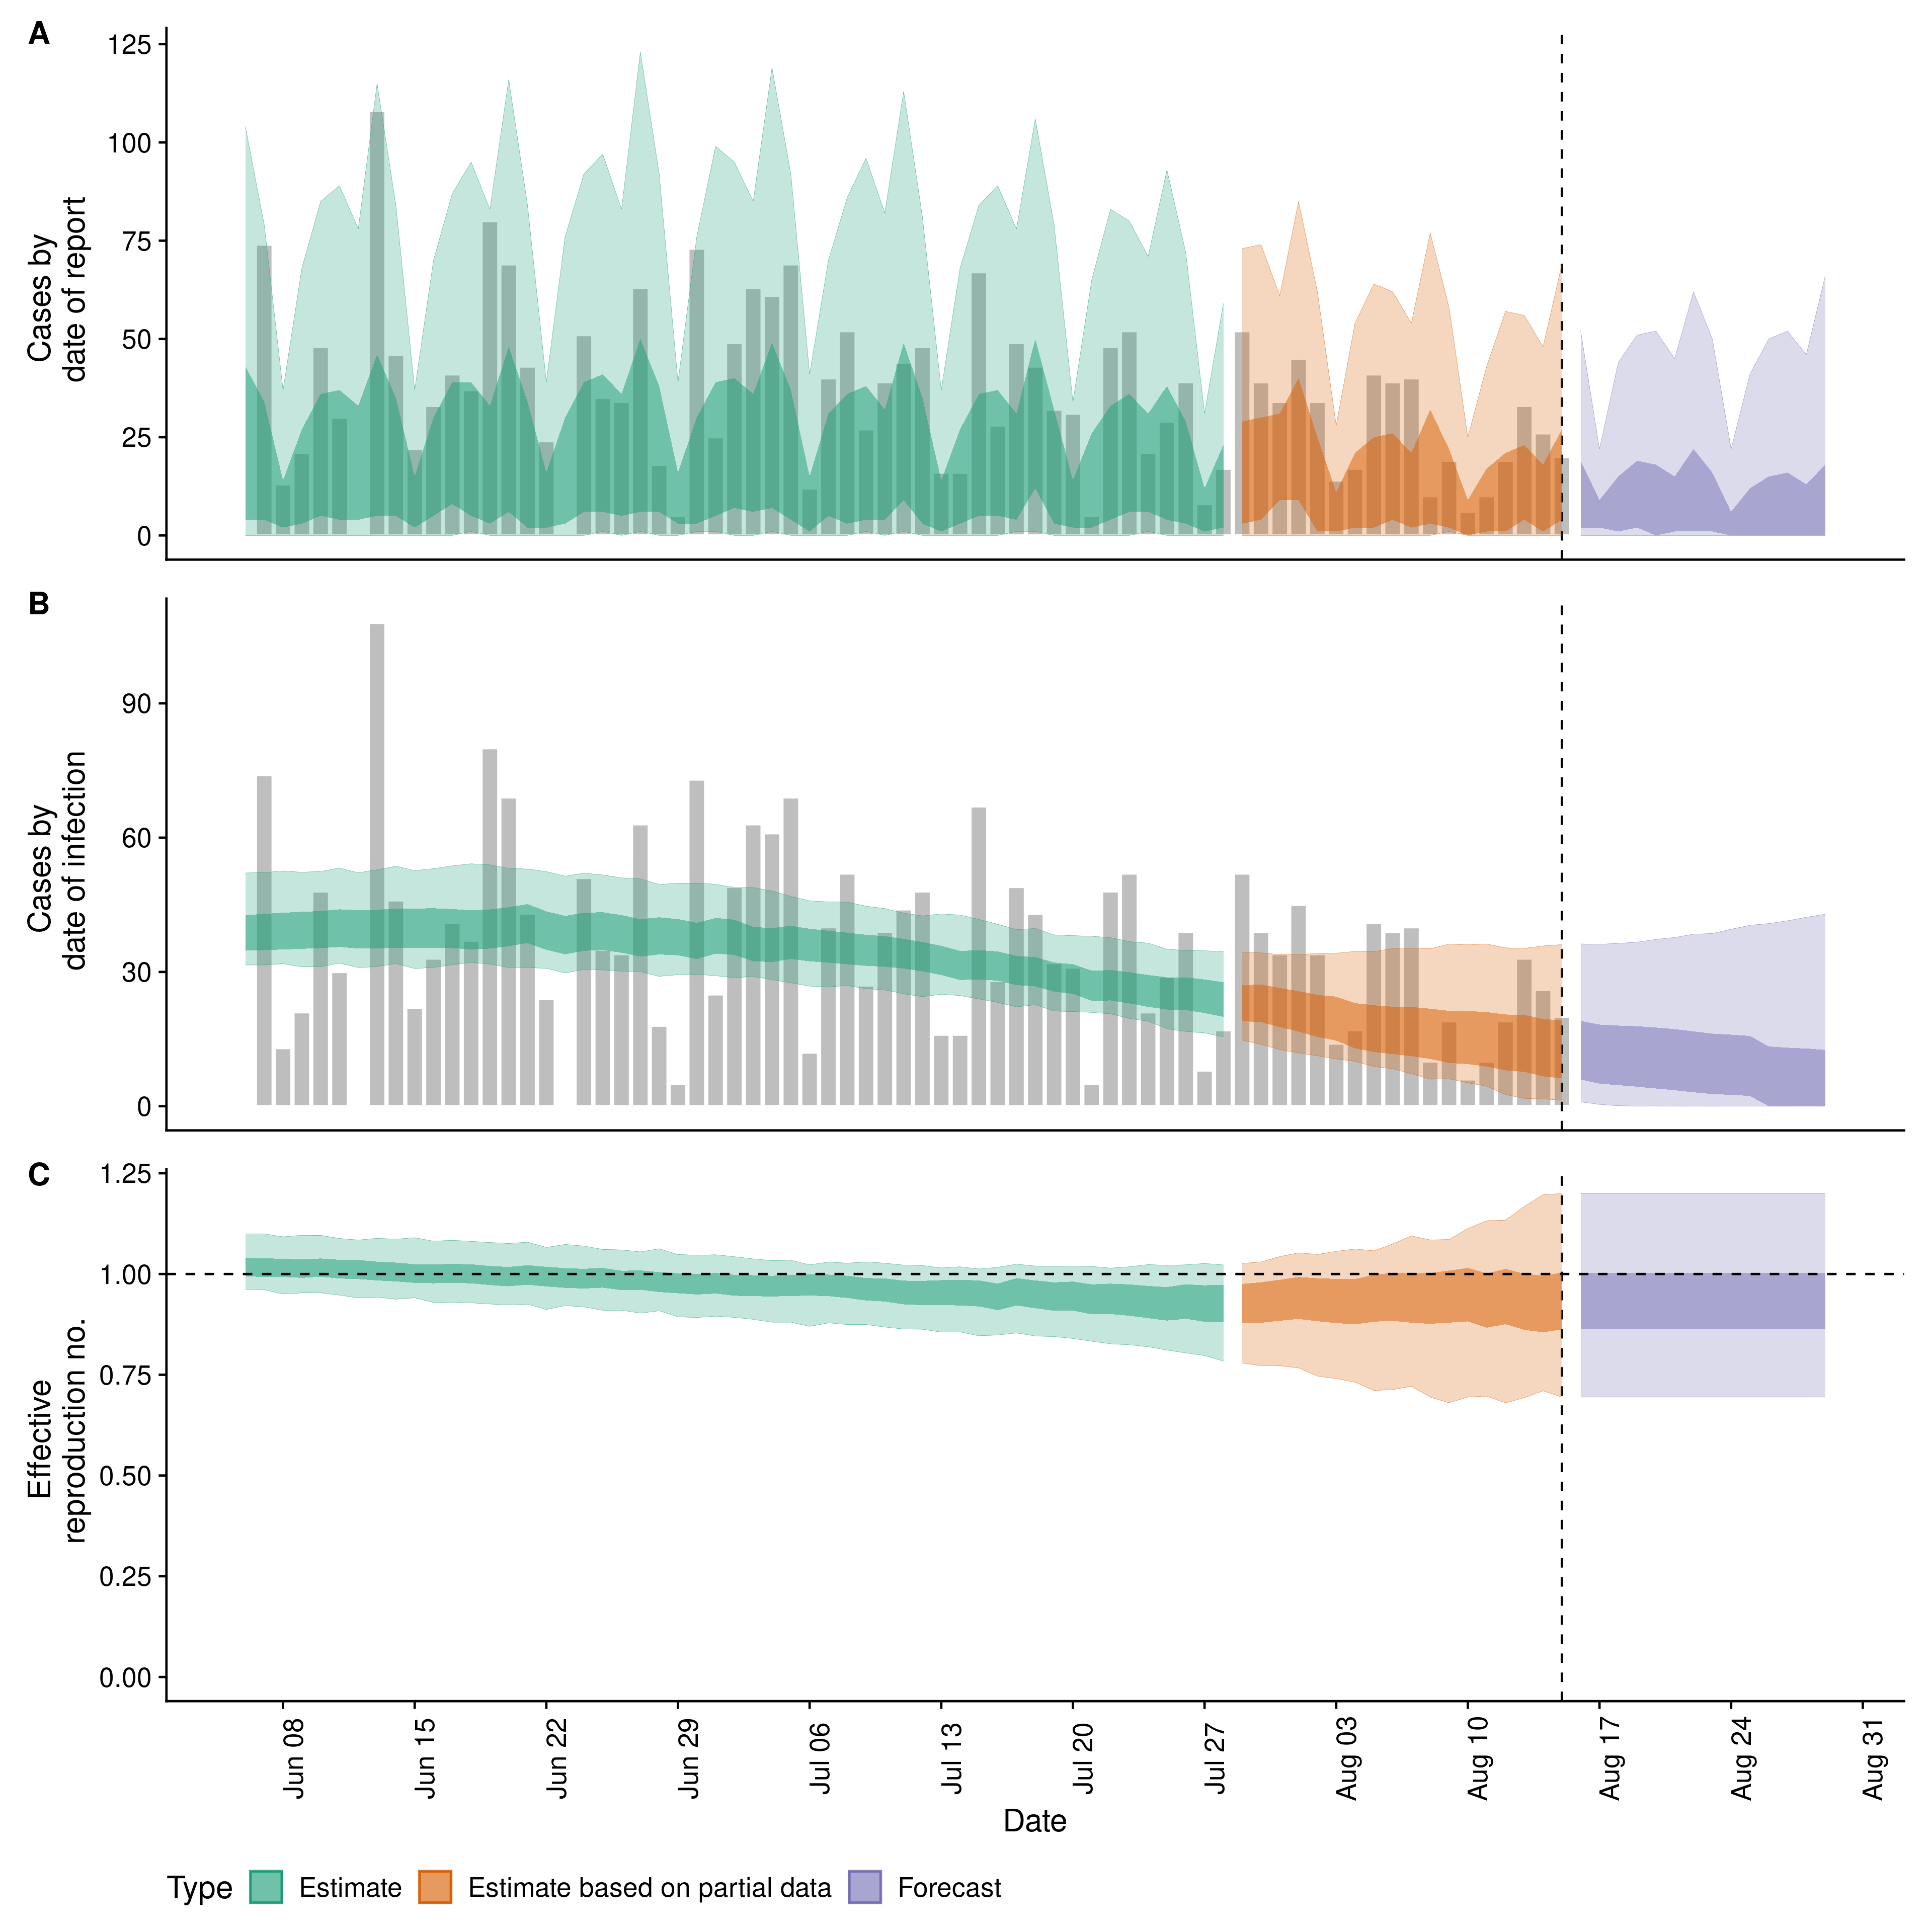 A
125
100
75
50
25
0
Cases by
date of report
B
90
60
30
0
Cases by
date of infection
C
1.25
1.00
0.75
0.50
0.25
0.00
Effective
reproduction no.
Jun 08
Jun 15
Jun 22
Jun 29
Jul 06
Jul 13
Jul 20
Jul 27
Aug 03
Aug 10
Aug 17
Aug 24
Aug 31
Date
Type Estimate Estimate based on partial data Forecast